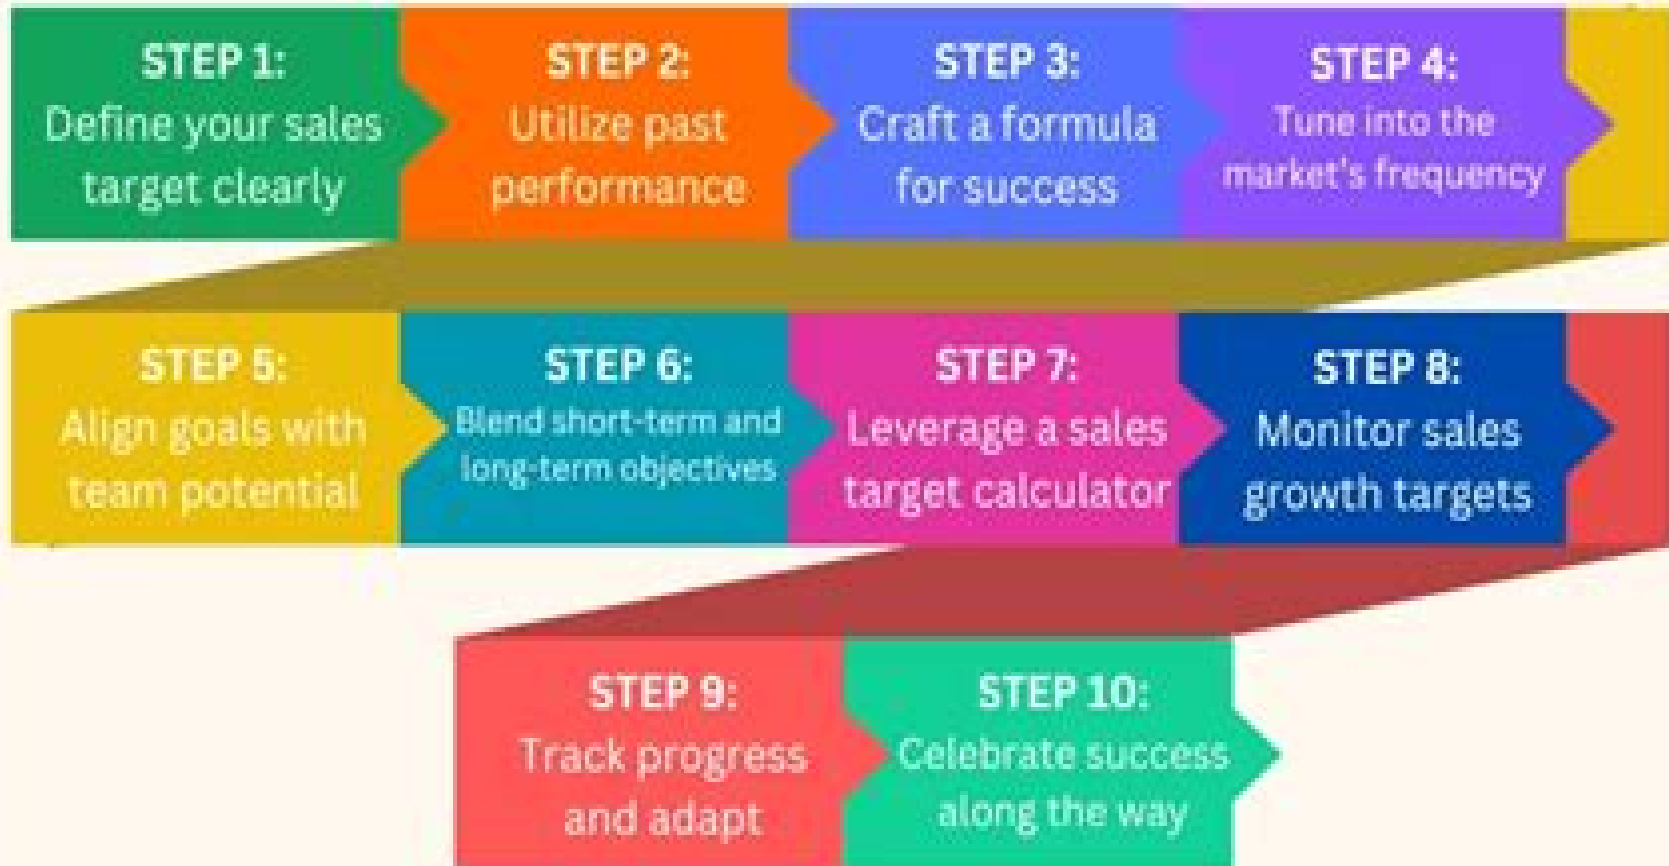 STEP 1:
Define your sales
target clearly
STEP 2:
Utilize past
performance
STEP 3:
Craft a formula
for success
STEP 4:
Tune into the
market's frequency
STEP 5:
Align goals with
team potential
STEP 6:
Blend short-term and
long-term objectives
STEP 7:
Leverage a sales
target calculator
STEP 8:
Monitor sales
growth targets
STEP 9:
Track progress
and adapt
STEP 10:
Celebrate success
along the way